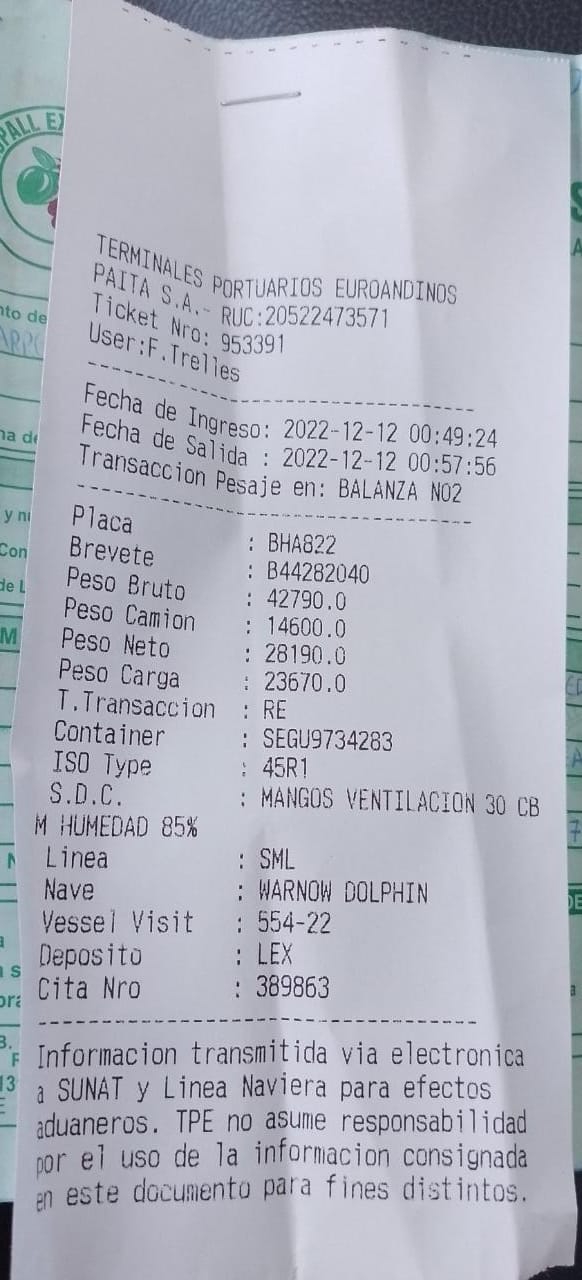 TERMINALES PORTUARIOS EUROANDINOS
PAITA S.A.- RUC:20522473571
Ticket Nro: 953391
User:F.Trelles
Fecha de Ingreso: 2022-12-12 00:49:24
Fecha de Salida : 2022-12-12 00:57:56
Transaccion Pesaje en: BALANZA NO2
Placa : BHA822
Brevete : B44282040
Peso Bruto : 42790.0
Peso Camion : 14600.0
Peso Neto : 28190.0
Peso Carga : 23670.0
T.Transaccion : RE
Container : SEGU9734283
ISO Type : 45R1
S.D.C. : MANGOS VENTILACION 30 CB
M HUMEDAD 85%
Linea : SML
Nave : WARNOW DOLPHIN
Vessel Visit : 554-22
Deposito : LEX
Cita Nro : 389863
Informacion transmitida via electronica
a SUNAT y Linea Naviera para efectos
aduaneros. TPE no asume responsabilidad
por el uso de la informacion consignada
en este documento para fines distintos.